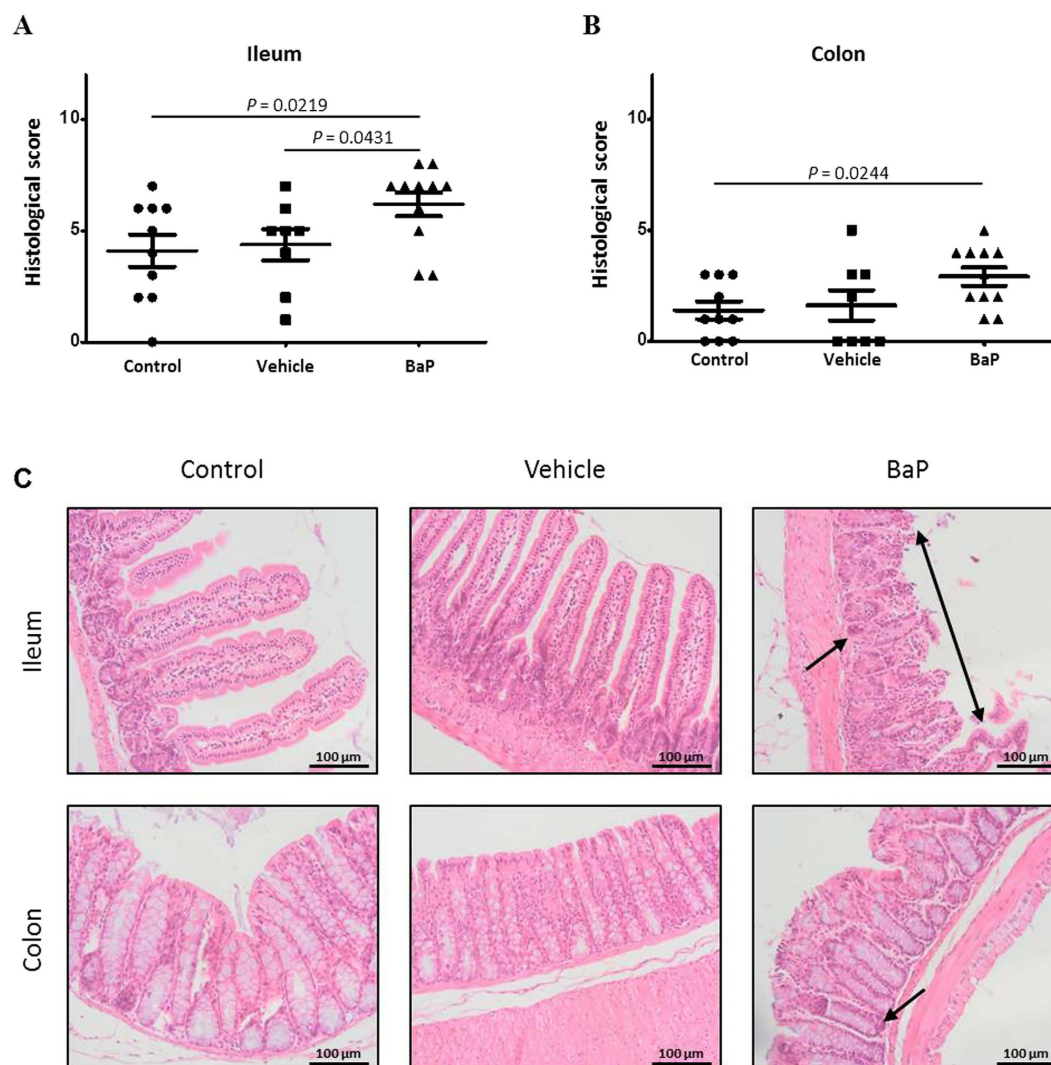 A
B
Ileum
Colon
Histological score
10
5
0
P = 0.0219
P = 0.0431
Control
Vehicle
BaP
Histological score
10
5
0
P = 0.0244
Control
Vehicle
BaP
C
Control
Vehicle
BaP
Ileum
100 µm
100 µm
100 µm
Colon
100 µm
100 µm
100 µm